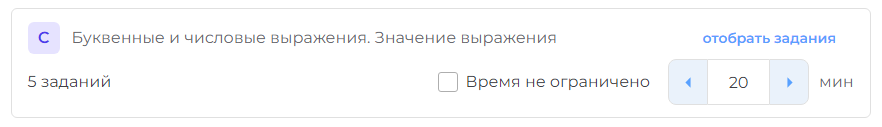 С Буквенные и числовые выражения. Значение выражения отобрать задания
5 заданий Время не ограничено 20 мин